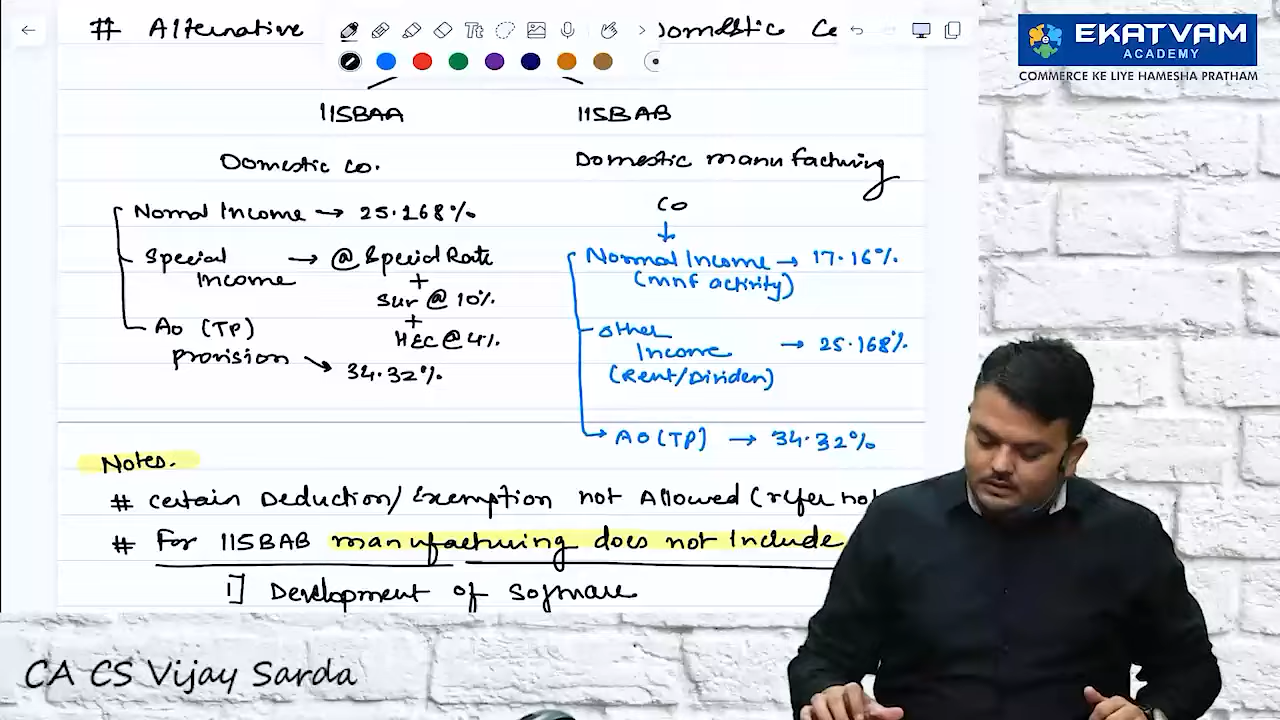 # Alternative Domestic Co
EKATVAM
ACADEMY
COMMERCE KE LIYE HAMESHA PRATHAM
115BAA
115BAB
Domestic co.
Domestic manufacturing
Co
Normal Income → 25.168%
Special Income → @ Special Rate
+
Sur @ 10%
+
HEC @ 4%
AO (TP) provision → 34.32%
Normal Income → 17.16%
(mnf activity)
Other Income → 25.168%
(Rent/Dividen)
AO (TP) → 34.32%
Notes.
# Certain Deduction/Exemption not Allowed (refer not
# For 115BAB manufacturing does not Include
1] Development of Sofware
CA CS Vijay Sarda